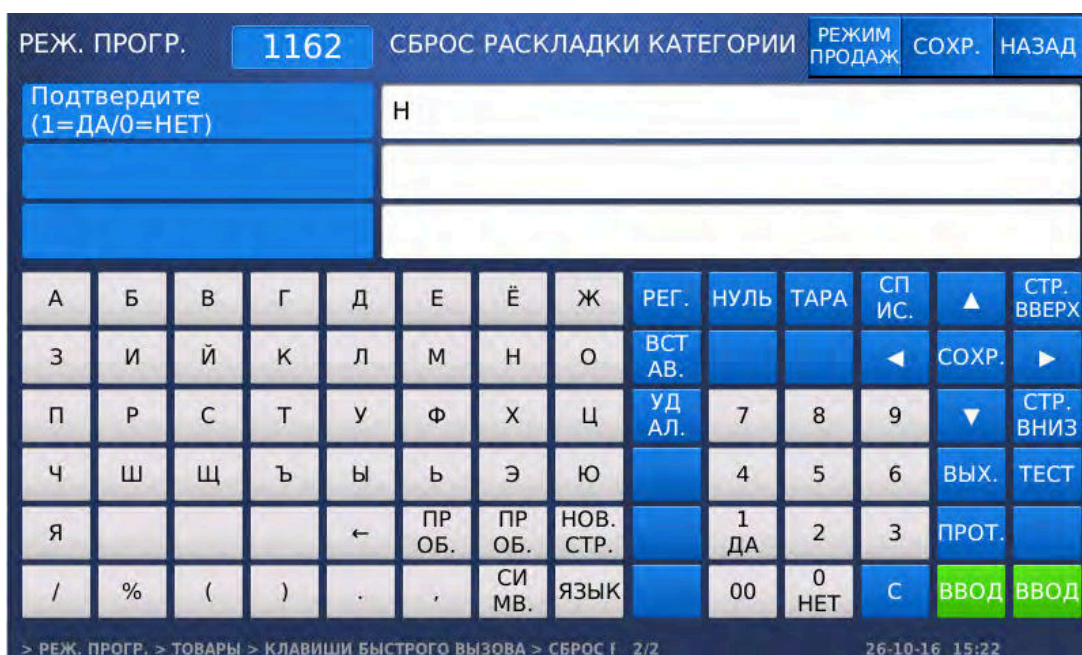 РЕЖ. ПРОГР. 1162 СБРОС РАСКЛАДКИ КАТЕГОРИИ РЕЖИМ ПРОДАЖ СОХР. НАЗАД
Подтвердите
(1=ДА/0=НЕТ)
Н
А Б В Г Д Е Ё Ж РЕГ. НУЛЬ ТАРА СП ИС. ▲ СТР. ВВЕРХ
З И Й К Л М Н О ВСТ АВ. ◀ СОХР. ▶
П Р С Т У Ф Х Ц УД АЛ. 7 8 9 ▼ СТР. ВНИЗ
Ч Ш Щ Ъ Ы Ь Э Ю 4 5 6 ВЫХ. ТЕСТ
Я ← ПР ОБ. ПР ОБ. НОВ. СТР. 1 ДА 2 3 ПРОТ.
/ % ( ) . , СИ МВ. ЯЗЫК 00 0 НЕТ С ВВОД ВВОД
> РЕЖ. ПРОГР. > ТОВАРЫ > КЛАВИШИ БЫСТРОГО ВЫЗОВА > СБРОС 2/2 26-10-16 15:22